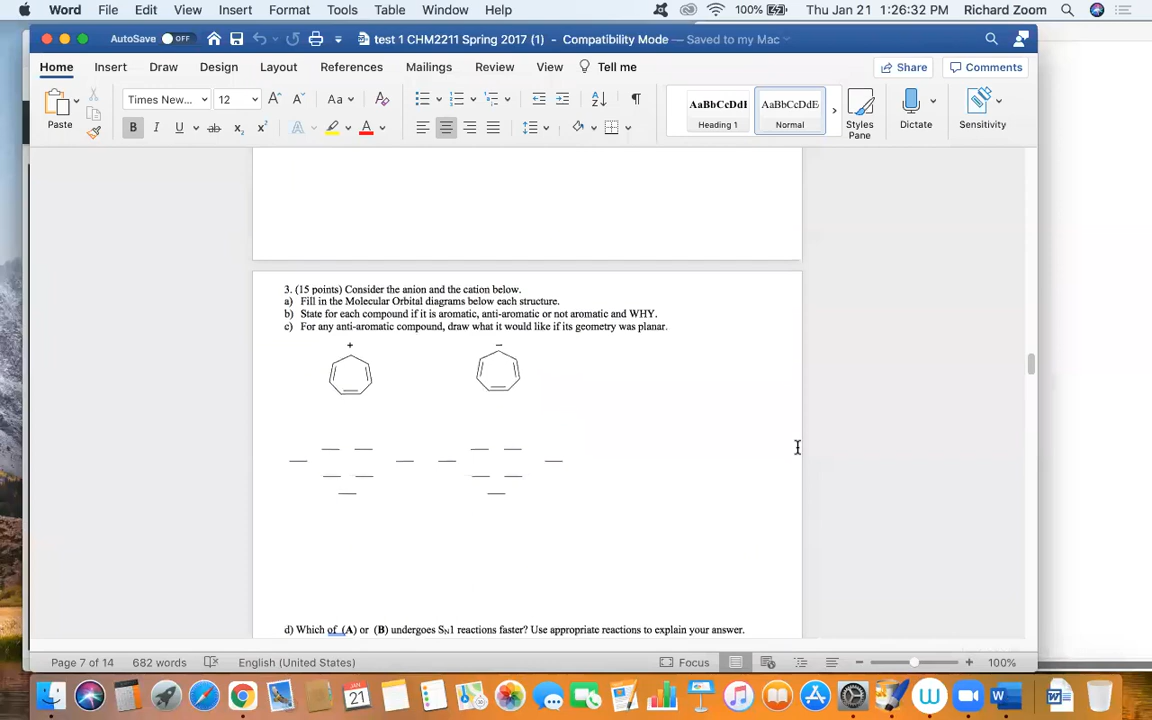 Word File Edit View Insert Format Tools Table Window Help 100% Thu Jan 21 1:26:32 PM Richard Zoom
AutoSave OFF test 1 CHM2211 Spring 2017 (1) - Compatibility Mode — Saved to my Mac
Home Insert Draw Design Layout References Mailings Review View Tell me Share Comments
Paste Times New... 12 Aa AaBbCcDdI AaBbCcDdE Styles Pane Dictate Sensitivity
B I U ab x₂ x² A A Heading 1 Normal
3. (15 points) Consider the anion and the cation below.
a) Fill in the Molecular Orbital diagrams below each structure.
b) State for each compound if it is aromatic, anti-aromatic or not aromatic and WHY.
c) For any anti-aromatic compound, draw what it would like if its geometry was planar.
+ −
d) Which of (A) or (B) undergoes SN1 reactions faster? Use appropriate reactions to explain your answer.
Page 7 of 14 682 words English (United States) Focus 100%
JAN
21